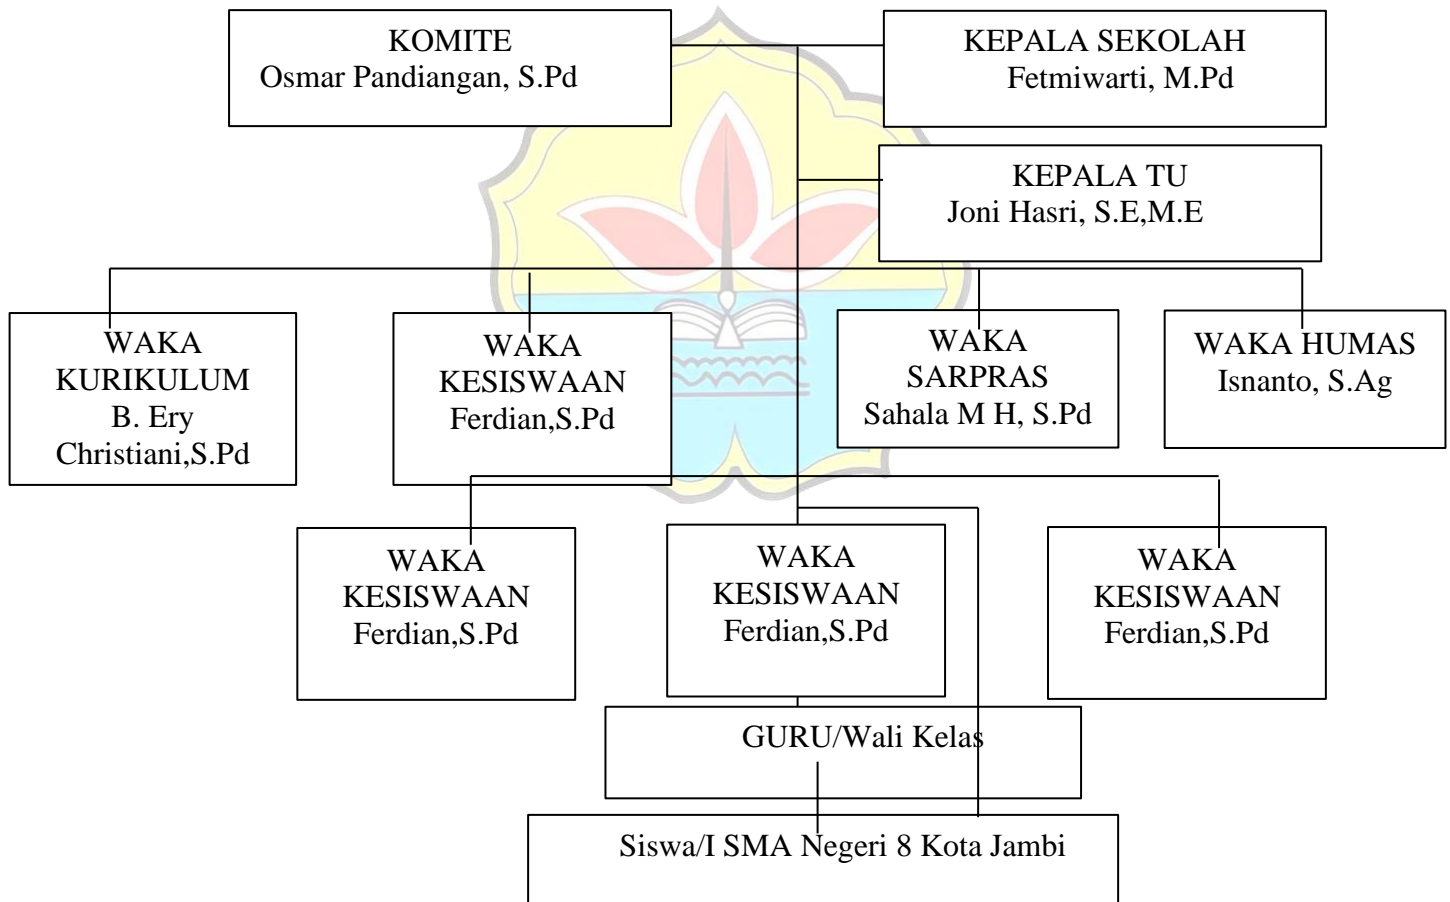 KOMITE
Osmar Pandiangan, S.Pd
KEPALA SEKOLAH
Fetmiwarti, M.Pd
KEPALA TU
Joni Hasri, S.E,M.E
WAKA
KURIKULUM
B. Ery
Christiani,S.Pd
WAKA
KESISWAAN
Ferdian,S.Pd
WAKA
SARPRAS
Sahala M H, S.Pd
WAKA HUMAS
Isnanto, S.Ag
WAKA
KESISWAAN
Ferdian,S.Pd
WAKA
KESISWAAN
Ferdian,S.Pd
WAKA
KESISWAAN
Ferdian,S.Pd
GURU/Wali Kelas
Siswa/I SMA Negeri 8 Kota Jambi